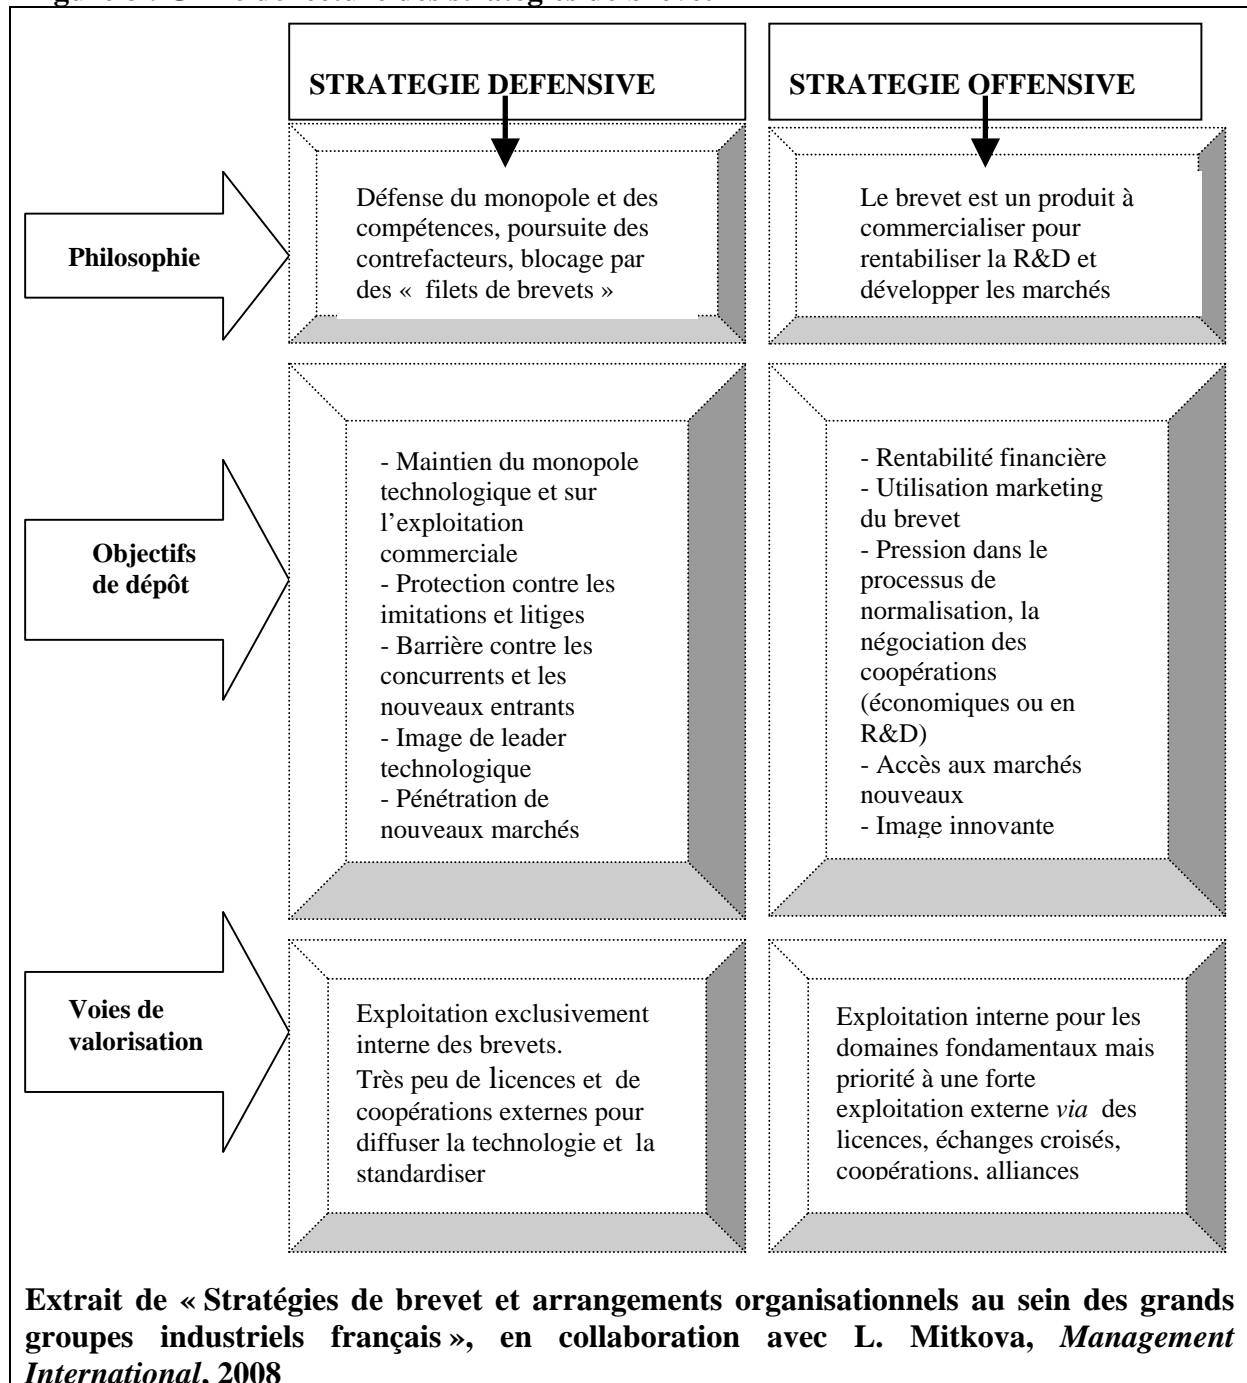 STRATEGIE DEFENSIVE
STRATEGIE OFFENSIVE
Philosophie
Défense du monopole et des
compétences, poursuite des
contrefacteurs, blocage par
des «  filets de brevets »
Le brevet est un produit à
commercialiser pour
rentabiliser la R&D et
développer les marchés
Objectifs
de dépôt
- Maintien du monopole
technologique et sur
l’exploitation
commerciale
- Protection contre les
imitations et litiges
- Barrière contre les
concurrents et les
nouveaux entrants
- Image de leader
technologique
- Pénétration de
nouveaux marchés
- Rentabilité financière
- Utilisation marketing
du brevet
- Pression dans le
processus de
normalisation, la
négociation des
coopérations
(économiques ou en
R&D)
- Accès aux marchés
nouveaux
- Image innovante
Voies de
valorisation
Exploitation exclusivement
interne des brevets.
Très peu de licences et  de
coopérations externes pour
diffuser la technologie et  la
standardiser
Exploitation interne pour les
domaines fondamentaux mais
priorité à une forte
exploitation externe via  des
licences, échanges croisés,
coopérations, alliances
Extrait de « Stratégies de brevet et arrangements organisationnels au sein des grands
groupes industriels français », en collaboration avec L. Mitkova, Management
International, 2008